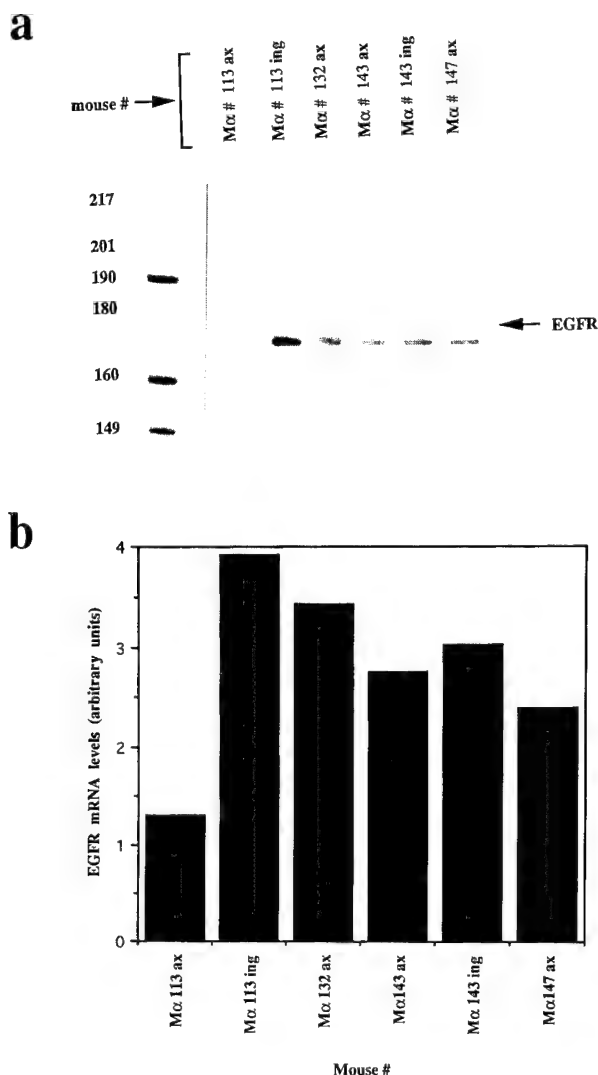 a
mouse #
Mα # 113 ax
Mα # 113 ing
Mα # 132 ax
Mα # 143 ax
Mα # 143 ing
Mα # 147 ax
217
201
190
180
160
149
EGFR
b
EGFR mRNA levels (arbitrary units)
4
3
2
1
0
Mα 113 ax
Mα 113 ing
Mα 132 ax
Mα143 ax
Mα 143 ing
Mα147 ax
Mouse #